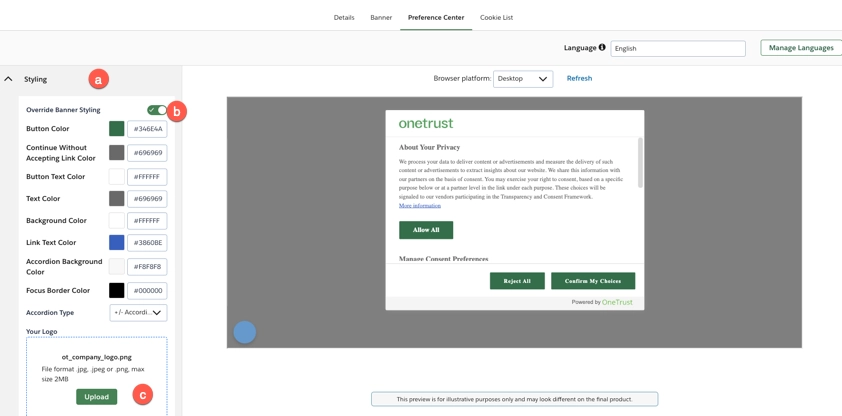 Details Banner Preference Center Cookie List
Language English Manage Languages
Styling a
Browser platform: Desktop Refresh
Override Banner Styling b
Button Color #346E4A
Continue Without
Accepting Link Color #696969
Button Text Color #FFFFFF
Text Color #696969
Background Color #FFFFFF
Link Text Color #3860BE
Accordion Background
Color #F8F8F8
Focus Border Color #000000
Accordion Type +/- Accordi...
Your Logo
ot_company_logo.png
File format .jpg, .jpeg or .png, max
size 2MB
Upload c
onetrust
About Your Privacy
We process your data to deliver content or advertisements and measure the delivery of such
content or advertisements to extract insights about our website. We share this information with
our partners on the basis of consent. You may exercise your right to consent, based on a specific
purpose below or at a partner level in the link under each purpose. These choices will be
signaled to our vendors participating in the Transparency and Consent Framework.
More information
Allow All
Manage Consent Preferences
Reject All Confirm My Choices
Powered by OneTrust
This preview is for illustrative purposes only and may look different on the final product.